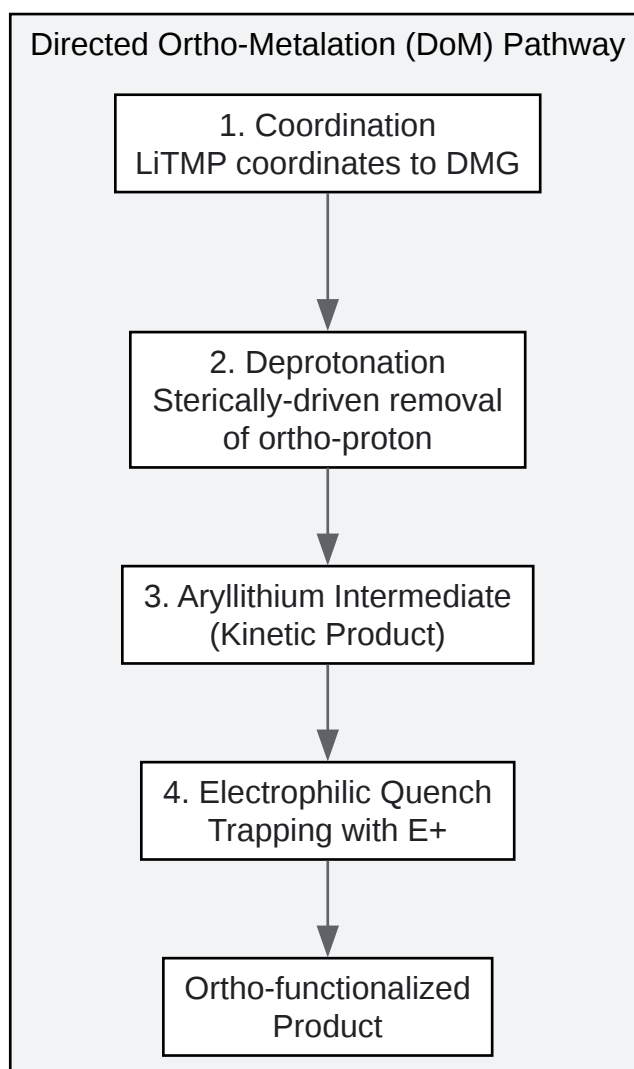 Directed Ortho-Metalation (DoM) Pathway
1. Coordination
LiTMP coordinates to DMG
2. Deprotonation
Sterically-driven removal
of ortho-proton
3. Aryllithium Intermediate
(Kinetic Product)
4. Electrophilic Quench
Trapping with E+
Ortho-functionalized
Product